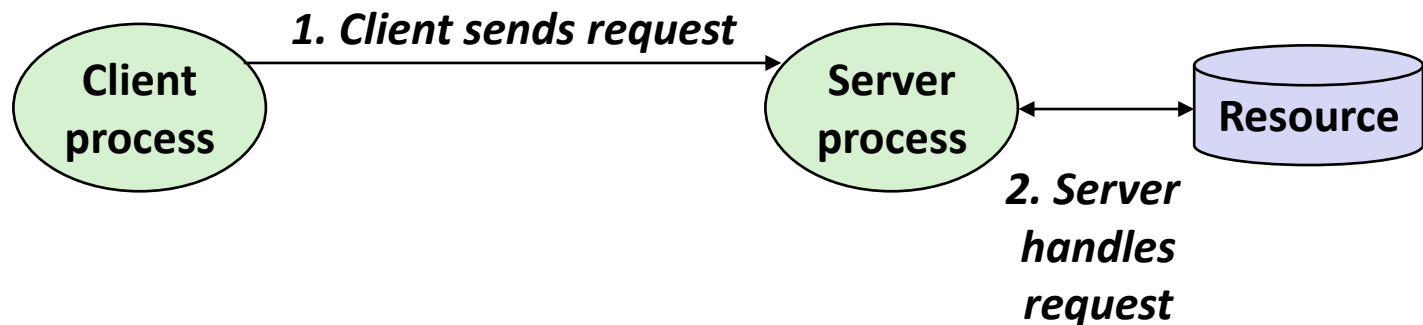 1. Client sends request
Client
process
Server
process
Resource
2. Server
handles
request